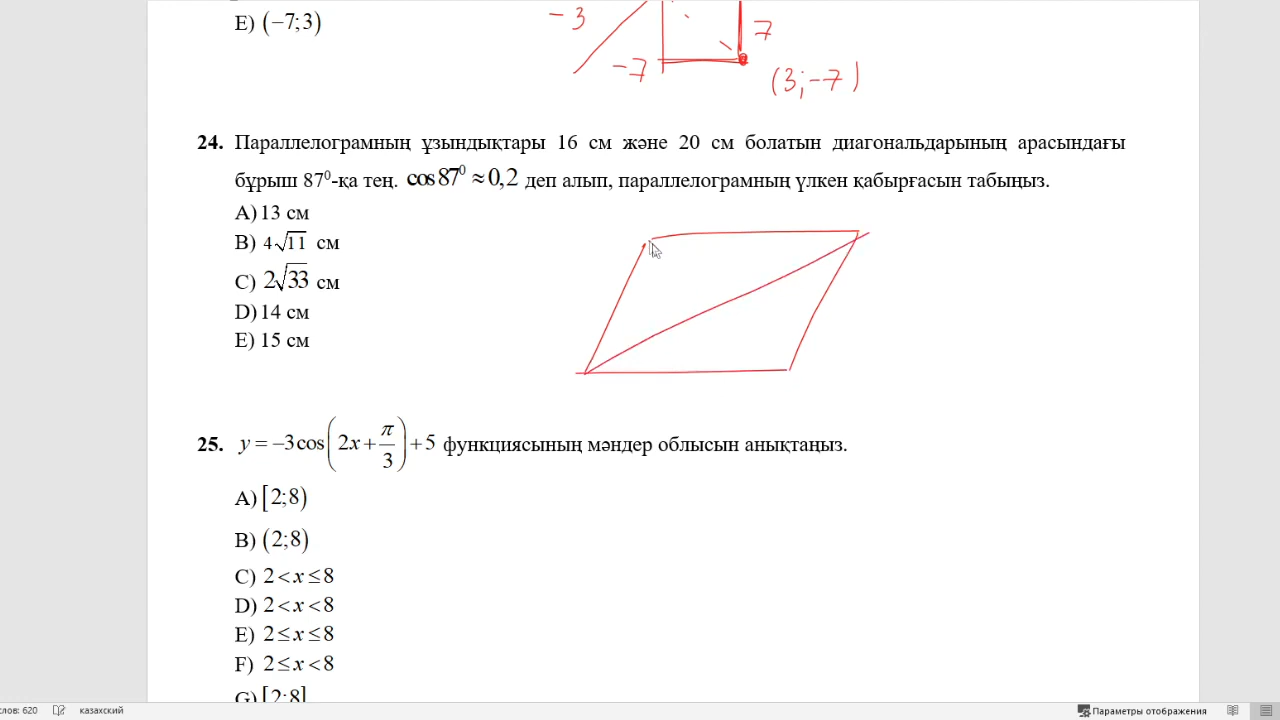 E) (−7;3)
−3
7
−7
(3;−7)
24. Параллелограмның ұзындықтары 16 см және 20 см болатын диагональдарының арасындағы
бұрыш 87⁰-қа тең. cos87⁰ ≈ 0,2 деп алып, параллелограмның үлкен қабырғасын табыңыз.
A) 13 см
B) 4√11 см
C) 2√33 см
D) 14 см
E) 15 см
25. y = −3cos(2x + π/3) + 5 функциясының мәндер облысын анықтаңыз.
A) [2;8)
B) (2;8)
C) 2 < x ≤ 8
D) 2 < x < 8
E) 2 ≤ x ≤ 8
F) 2 ≤ x < 8
G) [2;8]
слов: 620 казахский Параметры отображения